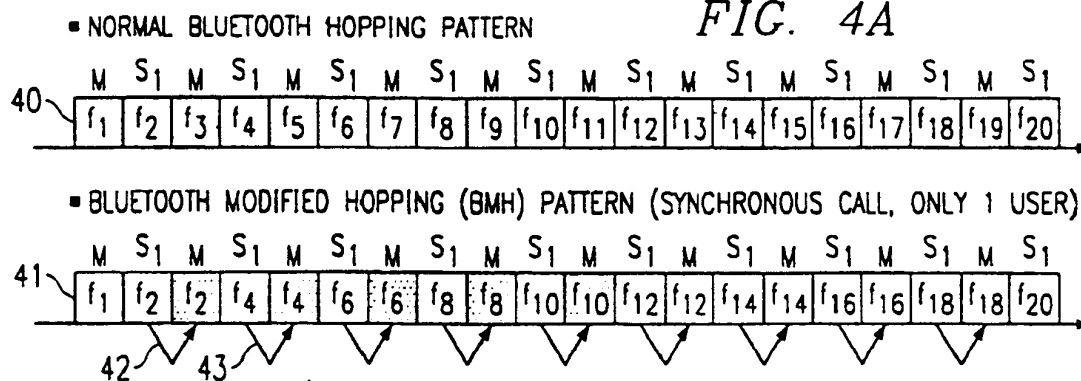 FIG. 4A
▪ NORMAL BLUETOOTH HOPPING PATTERN
M S1 M S1 M S1 M S1 M S1 M S1 M S1 M S1 M S1 M S1
40 f1 f2 f3 f4 f5 f6 f7 f8 f9 f10 f11 f12 f13 f14 f15 f16 f17 f18 f19 f20
▪ BLUETOOTH MODIFIED HOPPING (BMH) PATTERN (SYNCHRONOUS CALL, ONLY 1 USER)
M S1 M S1 M S1 M S1 M S1 M S1 M S1 M S1 M S1 M S1
41 f1 f2 f2 f4 f4 f6 f6 f8 f8 f10 f10 f12 f12 f14 f14 f16 f16 f18 f18 f20
42 43